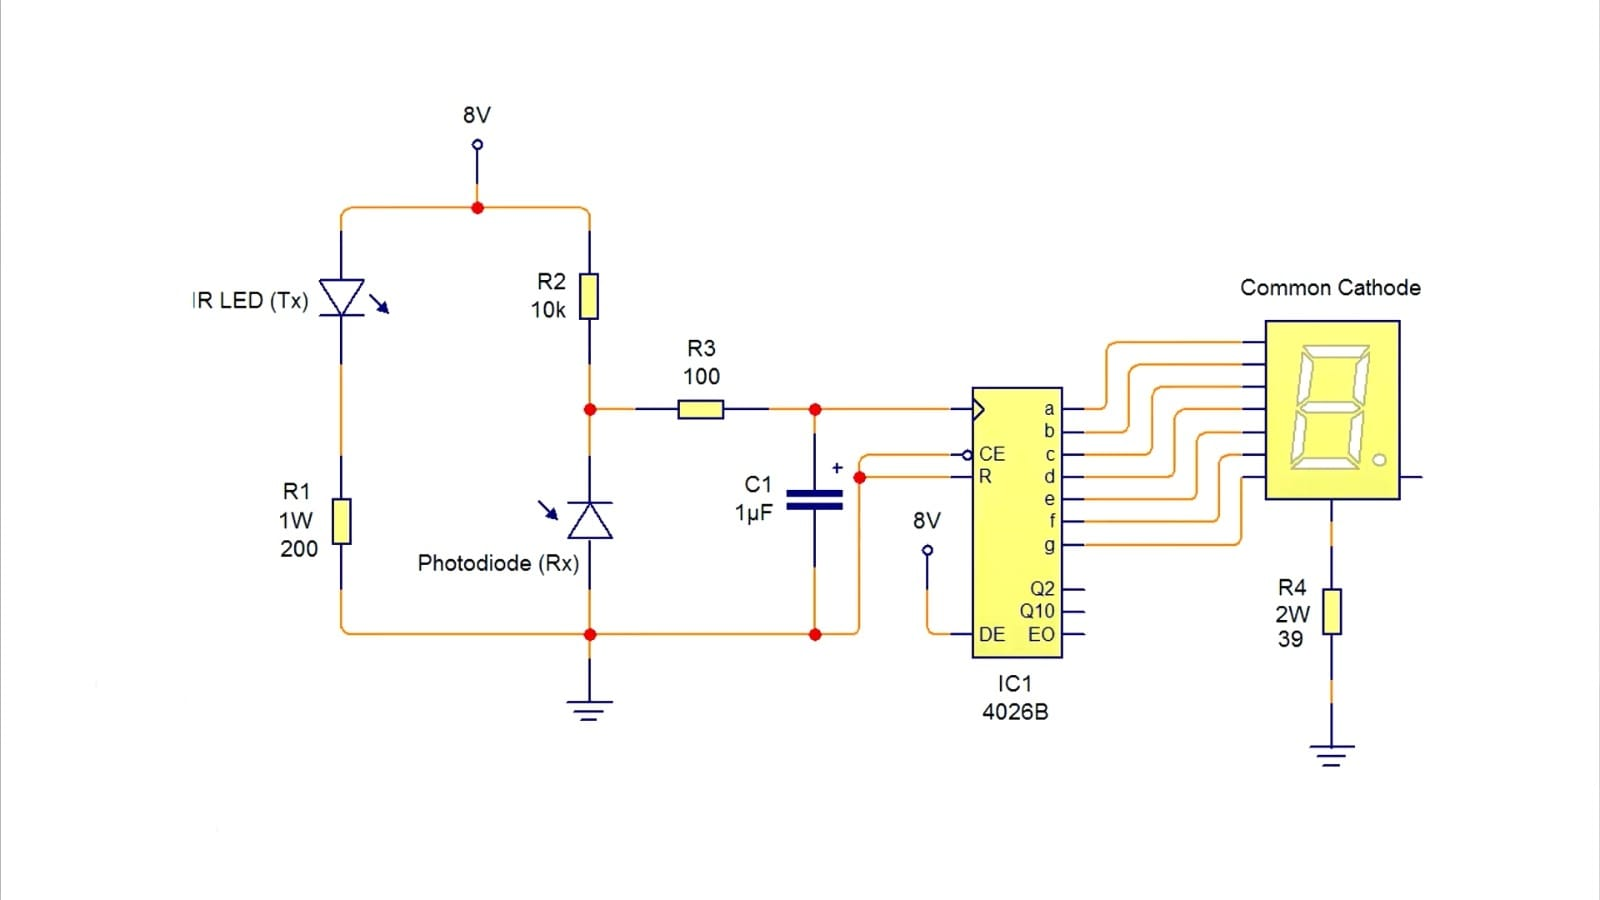 8V
IR LED (Tx)
R2
10k
R3
100
Common Cathode
R1
1W
200
Photodiode (Rx)
+
C1
1µF
8V
CE
R
DE
a
b
c
d
e
f
g
Q2
Q10
EO
IC1
4026B
R4
2W
39